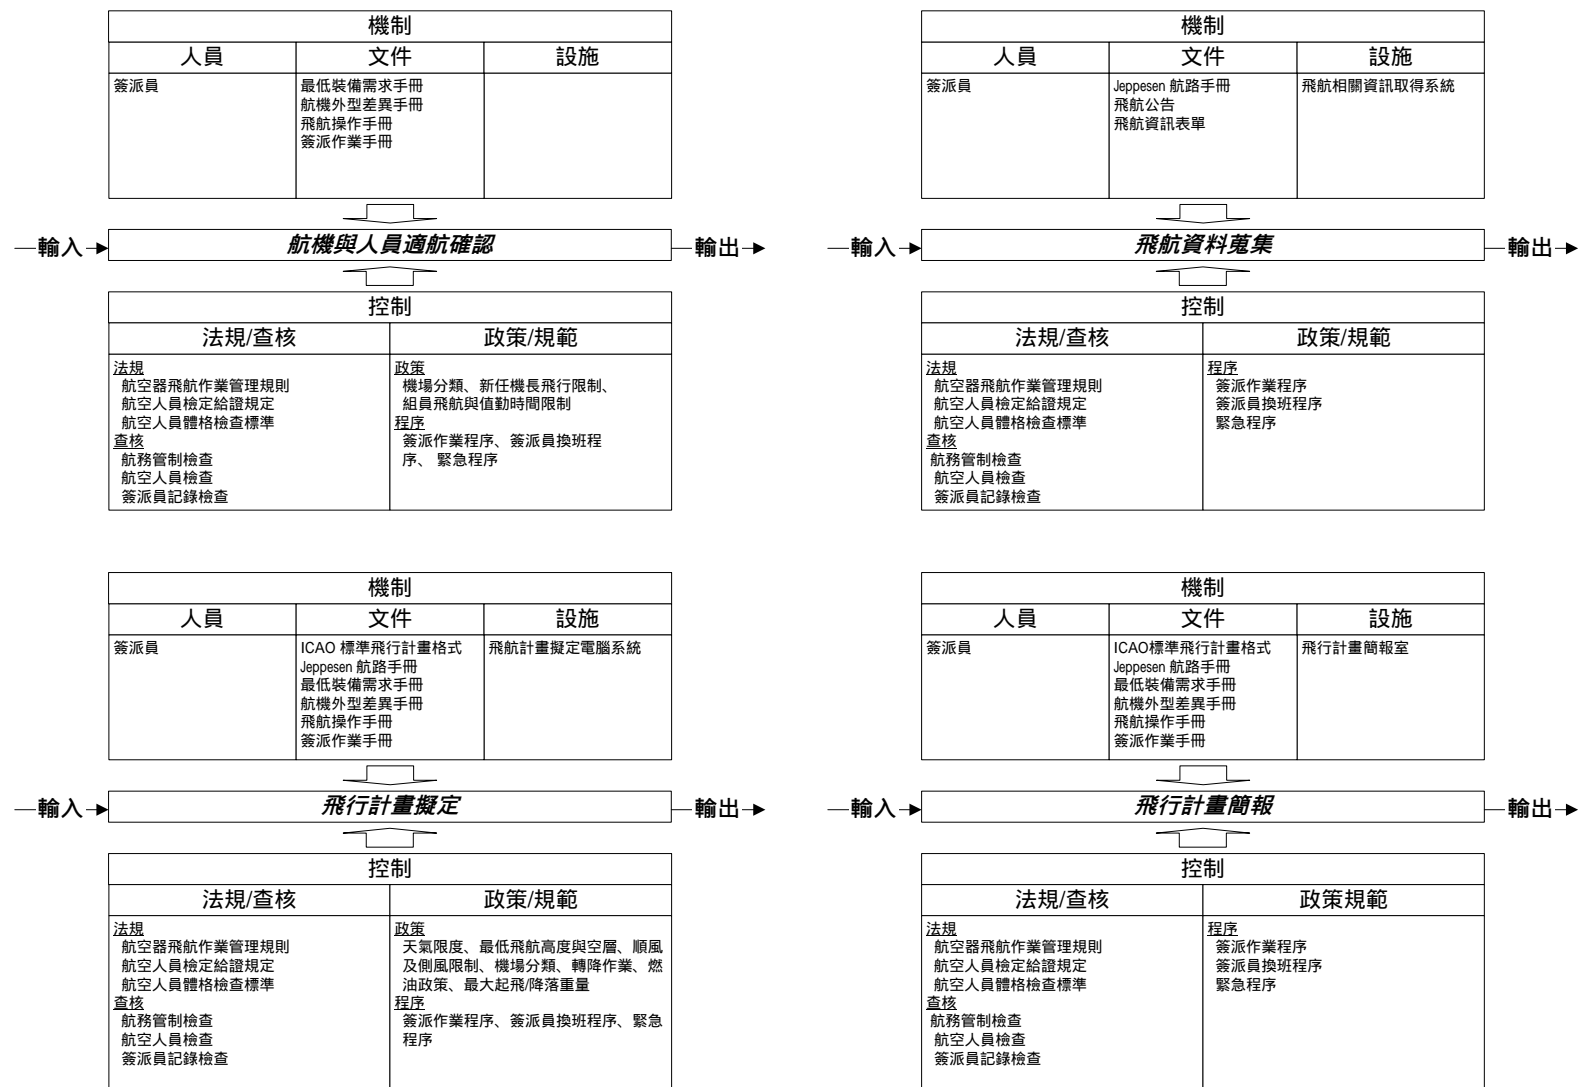 機制
人員 文件 設施
簽派員
最低裝備需求手冊
航機外型差異手冊
飛航操作手冊
簽派作業手冊
輸入 航機與人員適航確認 輸出
控制
法規/查核 政策/規範
法規
航空器飛航作業管理規則
航空人員檢定給證規定
航空人員體格檢查標準
查核
航務管制檢查
航空人員檢查
簽派員記錄檢查
政策
機場分類、新任機長飛行限制、
組員飛航與值勤時間限制
程序
簽派作業程序、簽派員換班程
序、 緊急程序
機制
人員 文件 設施
簽派員
Jeppesen 航路手冊
飛航公告
飛航資訊表單
飛航相關資訊取得系統
輸入 飛航資料蒐集 輸出
控制
法規/查核 政策/規範
法規
航空器飛航作業管理規則
航空人員檢定給證規定
航空人員體格檢查標準
查核
航務管制檢查
航空人員檢查
簽派員記錄檢查
程序
簽派作業程序
簽派員換班程序
緊急程序
機制
人員 文件 設施
簽派員
ICAO 標準飛行計畫格式
Jeppesen 航路手冊
最低裝備需求手冊
航機外型差異手冊
飛航操作手冊
簽派作業手冊
飛航計畫擬定電腦系統
輸入 飛行計畫擬定 輸出
控制
法規/查核 政策/規範
法規
航空器飛航作業管理規則
航空人員檢定給證規定
航空人員體格檢查標準
查核
航務管制檢查
航空人員檢查
簽派員記錄檢查
政策
天氣限度、最低飛航高度與空層、順風
及側風限制、機場分類、轉降作業、燃
油政策、最大起飛/降落重量
程序
簽派作業程序、簽派員換班程序、緊急
程序
機制
人員 文件 設施
簽派員
ICAO標準飛行計畫格式
Jeppesen 航路手冊
最低裝備需求手冊
航機外型差異手冊
飛航操作手冊
簽派作業手冊
飛行計畫簡報室
輸入 飛行計畫簡報 輸出
控制
法規/查核 政策規範
法規
航空器飛航作業管理規則
航空人員檢定給證規定
航空人員體格檢查標準
查核
航務管制檢查
航空人員檢查
簽派員記錄檢查
程序
簽派作業程序
簽派員換班程序
緊急程序